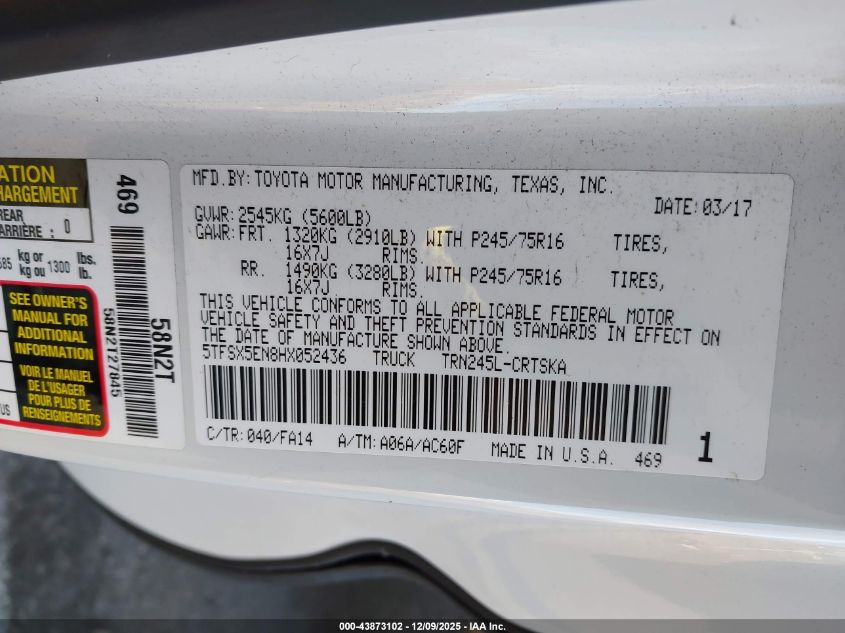 ATION
CHARGEMENT
REAR
ARRIÈRE : 0
585 kg or kg ou 1300 lbs. lb.
SEE OWNER'S
MANUAL FOR
ADDITIONAL
INFORMATION
VOIR LE MANUEL
DE L'USAGER
POUR PLUS DE
RENSEIGNEMENTS
US
469
58N2T27845
58N2T
MFD.BY:TOYOTA MOTOR MANUFACTURING, TEXAS, INC.
DATE:03/17
GVWR:2545KG (5600LB)
GAWR:FRT. 1320KG (2910LB) WITH P245/75R16 TIRES,
16X7J RIMS.
RR. 1490KG (3280LB) WITH P245/75R16 TIRES,
16X7J RIMS.
THIS VEHICLE CONFORMS TO ALL APPLICABLE FEDERAL MOTOR
VEHICLE SAFETY AND THEFT PREVENTION STANDARDS IN EFFECT ON
THE DATE OF MANUFACTURE SHOWN ABOVE.
5TFSX5EN8HX052436 TRUCK TRN245L-CRTSKA
C/TR:040/FA14 A/TM:A06A/AC60F MADE IN U.S.A. 469 1
000-43873102 - 12/09/2025 - IAA Inc.